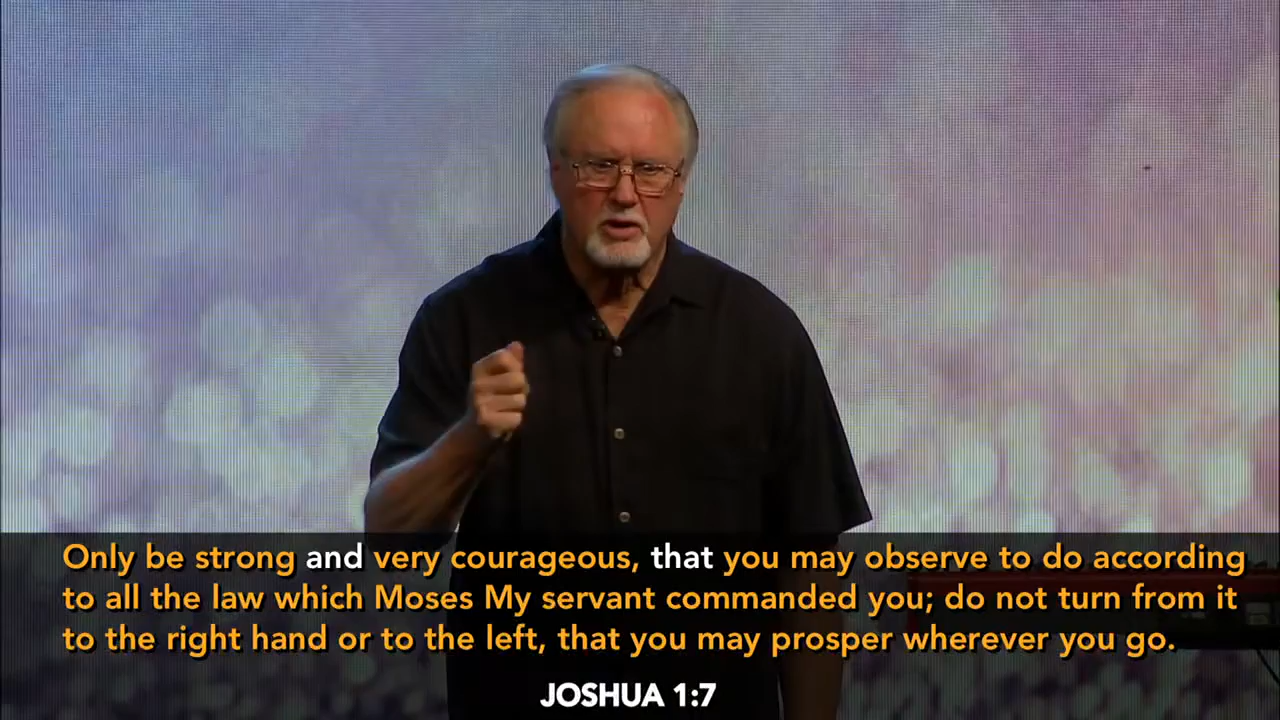 Only be strong and very courageous, that you may observe to do according
to all the law which Moses My servant commanded you; do not turn from it
to the right hand or to the left, that you may prosper wherever you go.
JOSHUA 1:7